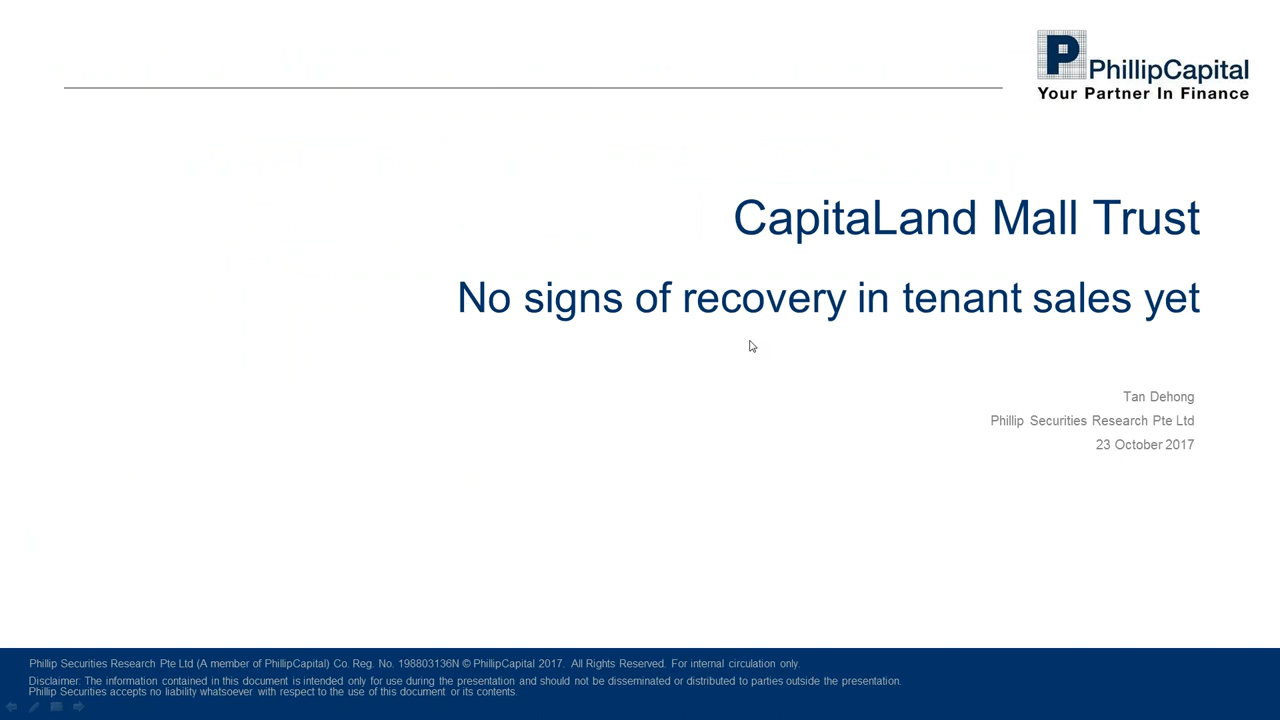 P
PhillipCapital
Your Partner In Finance
CapitaLand Mall Trust
No signs of recovery in tenant sales yet
Tan Dehong
Phillip Securities Research Pte Ltd
23 October 2017
Phillip Securities Research Pte Ltd (A member of PhillipCapital) Co. Reg. No. 198803136N © PhillipCapital 2017. All Rights Reserved. For internal circulation only.
Disclaimer: The information contained in this document is intended only for use during the presentation and should not be disseminated or distributed to parties outside the presentation.
Phillip Securities accepts no liability whatsoever with respect to the use of this document or its contents.